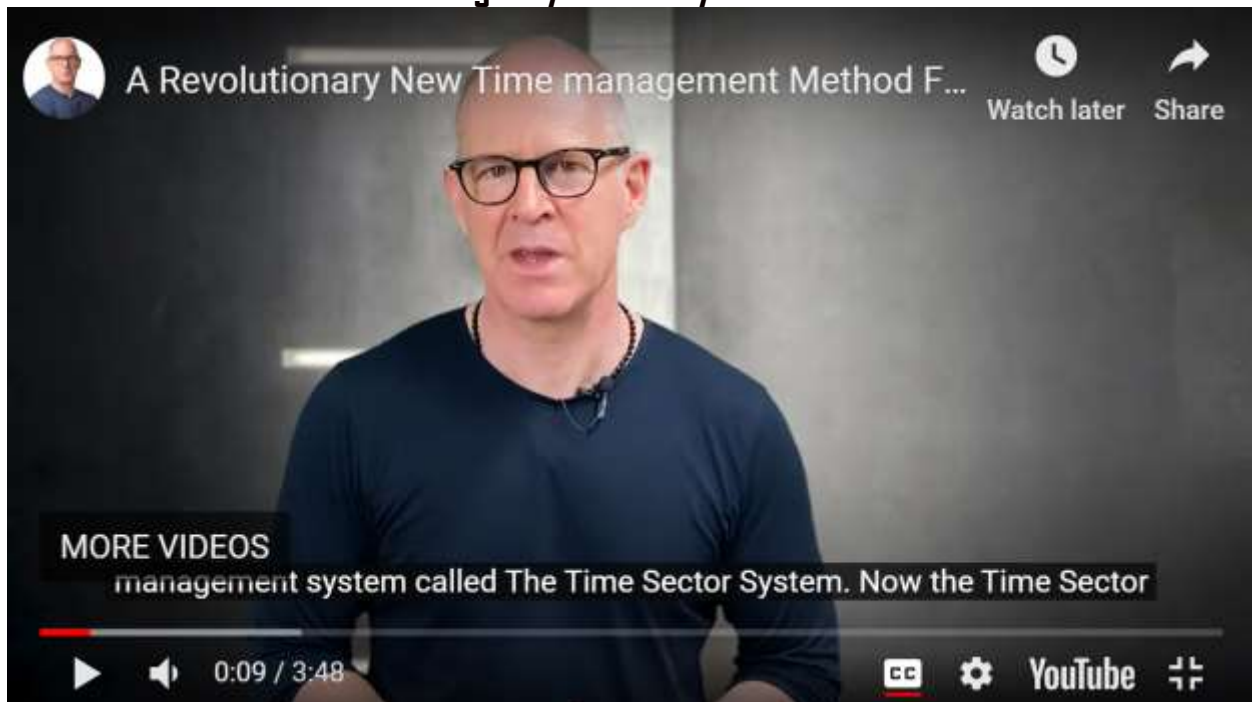 A Revolutionary New Time management Method F...
Watch later
Share
MORE VIDEOS
management system called The Time Sector System. Now the Time Sector
0:09 / 3:48
CC
YouTube